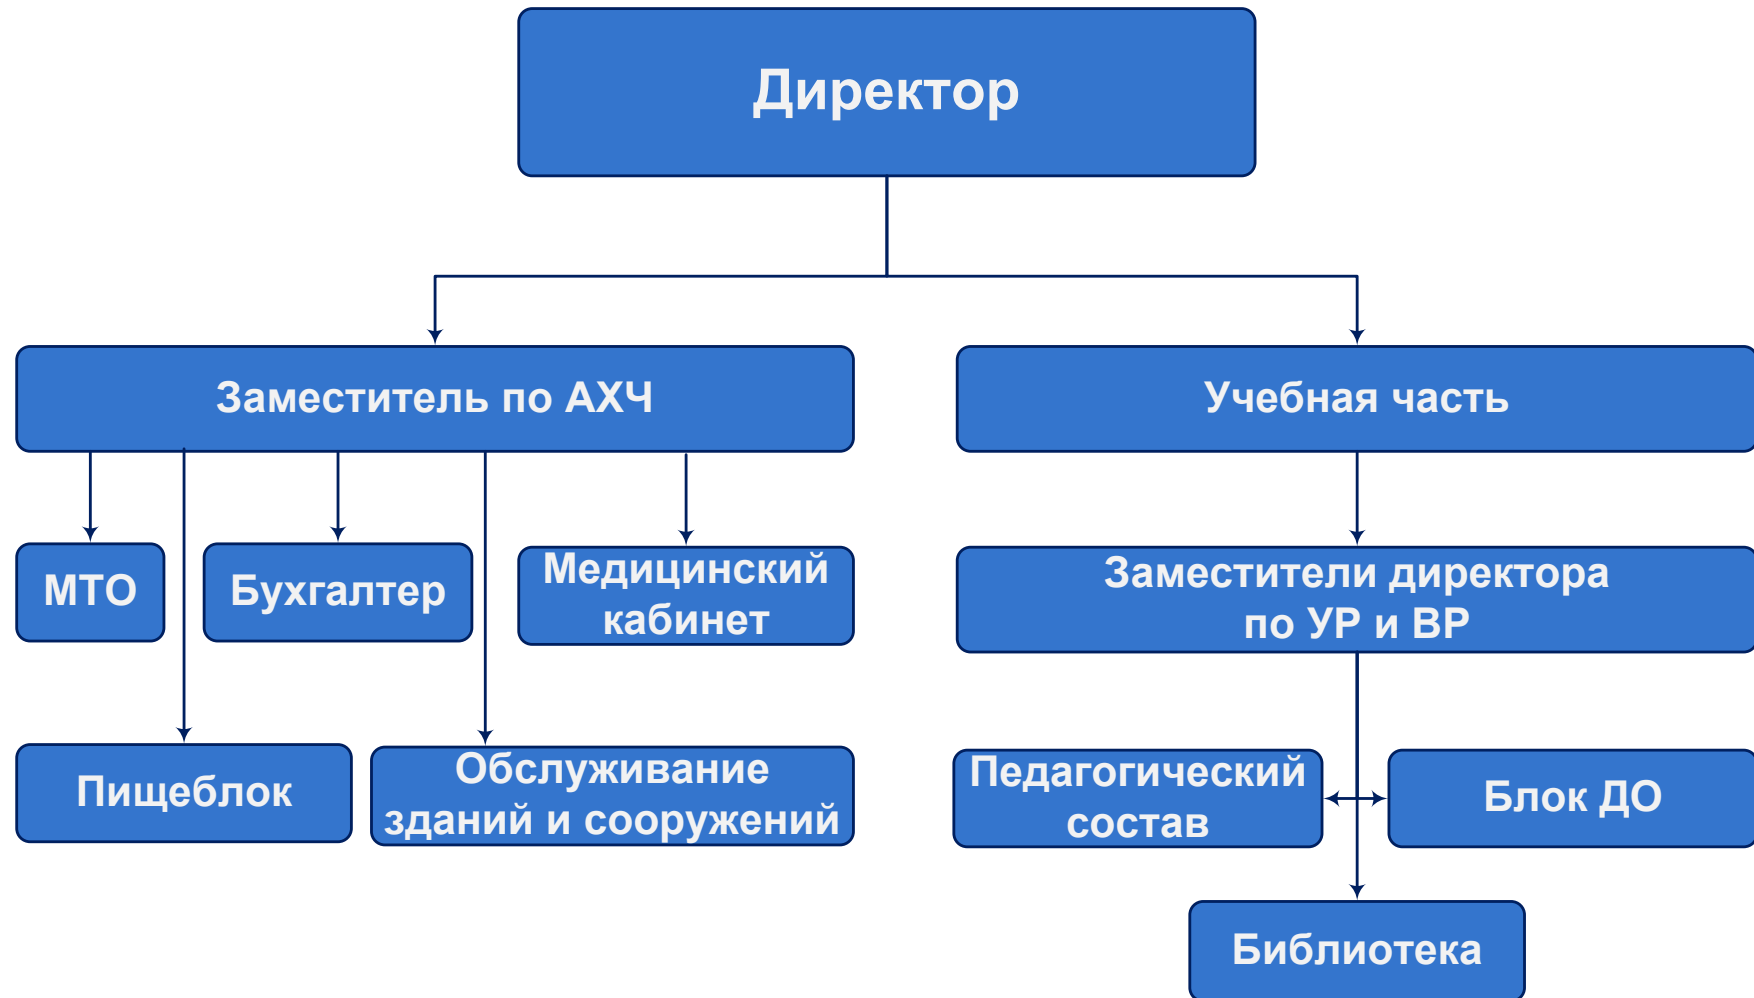 Директор
Заместитель по АХЧ
Учебная часть
МТО
Бухгалтер
Медицинский
кабинет
Заместители директора
по УР и ВР
Пищеблок
Обслуживание
зданий и сооружений
Педагогический
состав
Блок ДО
Библиотека